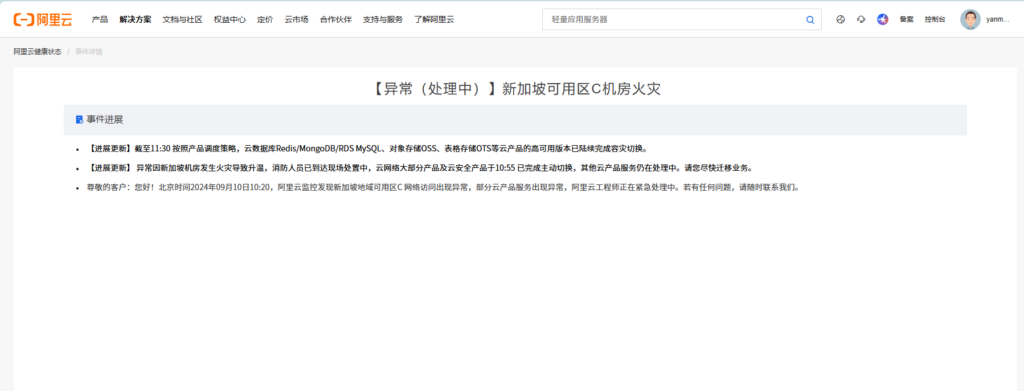 阿里云
产品 解决方案 文档与社区 权益中心 定价 云市场 合作伙伴 支持与服务 了解阿里云
轻量应用服务器
备案 控制台 yanm...
阿里云健康状态 / 事件详情
【异常（处理中）】新加坡可用区C机房火灾
事件进展
【进展更新】截至11:30 按照产品调度策略，云数据库Redis/MongoDB/RDS MySQL、对象存储OSS、表格存储OTS等云产品的高可用版本已陆续完成容灾切换。
【进展更新】 异常因新加坡机房发生火灾导致升温，消防人员已到达现场处置中，云网络大部分产品及云安全产品于10:55 已完成主动切换，其他云产品服务仍在处理中。请您尽快迁移业务。
尊敬的客户：您好！北京时间2024年09月10日10:20，阿里云监控发现新加坡地域可用区C 网络访问出现异常，部分云产品服务出现异常，阿里云工程师正在紧急处理中。若有任何问题，请随时联系我们。